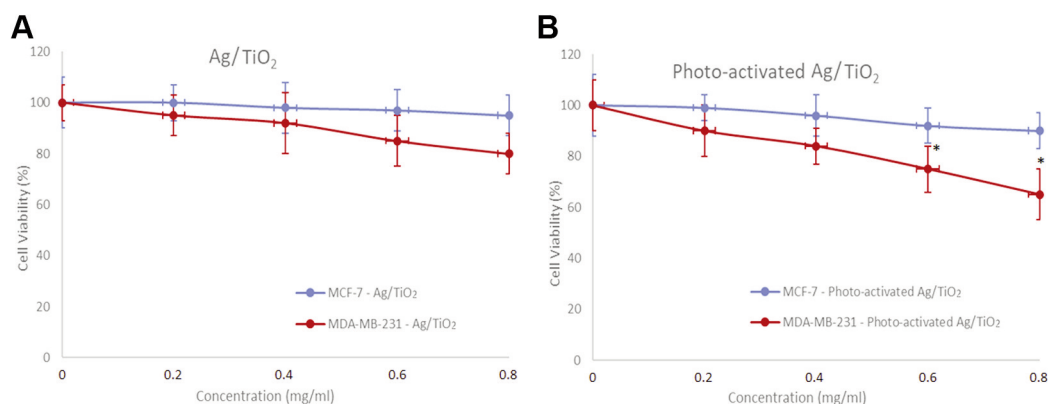 A
Ag/TiO₂
120
100
80
60
40
20
0
Cell Viability (%)
MCF-7 - Ag/TiO₂
MDA-MB-231 - Ag/TiO₂
0 0.2 0.4 0.6 0.8
Concentration (mg/ml)
B
Photo-activated Ag/TiO₂
120
100
80
60
40
20
0
Cell Viability (%)
*
*
MCF-7 - Photo-activated Ag/TiO₂
MDA-MB-231 - Photo-activated Ag/TiO₂
0 0.2 0.4 0.6 0.8
Concentration (mg/ml)